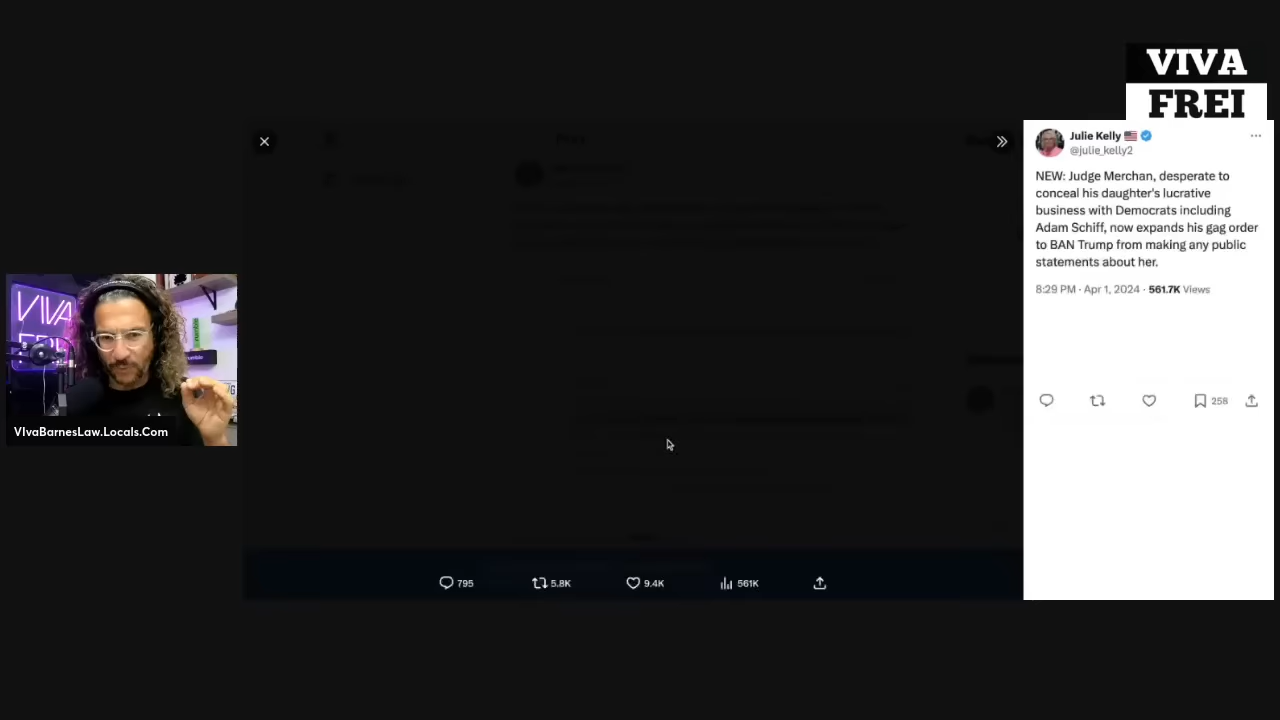 VIVA
FREI
Julie Kelly
@julie_kelly2
NEW: Judge Merchan, desperate to
conceal his daughter's lucrative
business with Democrats including
Adam Schiff, now expands his gag order
to BAN Trump from making any public
statements about her.
8:29 PM · Apr 1, 2024 · 561.7K Views
258
VIVA
VIvaBarnesLaw.Locals.Com
795
5.8K
9.4K
561K